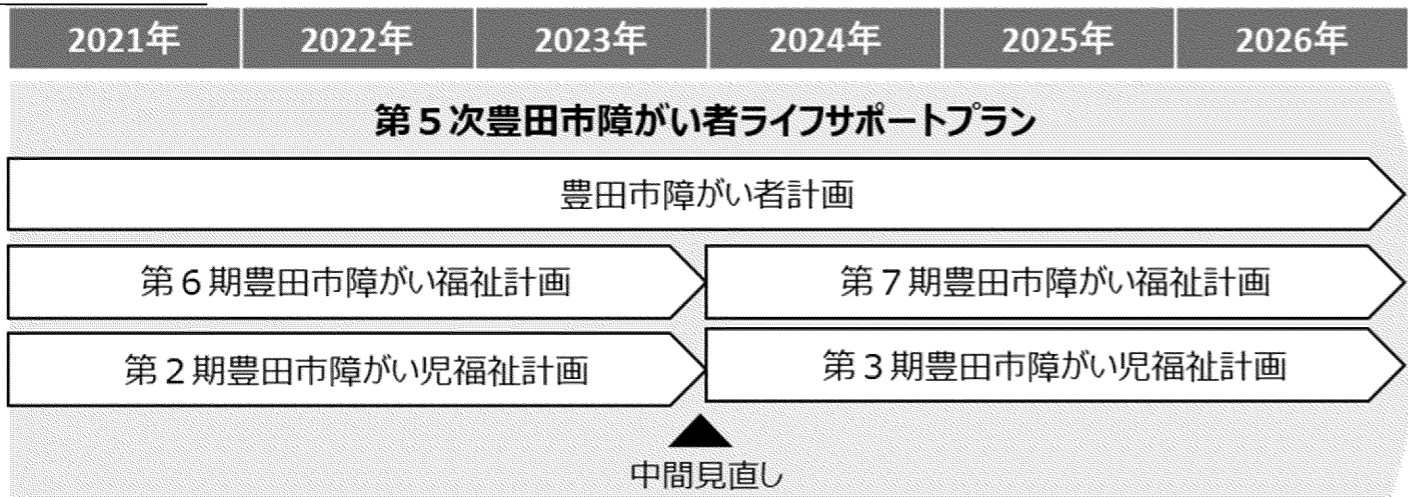 2021年 2022年 2023年 2024年 2025年 2026年
第5次豊田市障がい者ライフサポートプラン
豊田市障がい者計画
第6期豊田市障がい福祉計画 第7期豊田市障がい福祉計画
第2期豊田市障がい児福祉計画 第3期豊田市障がい児福祉計画
中間見直し